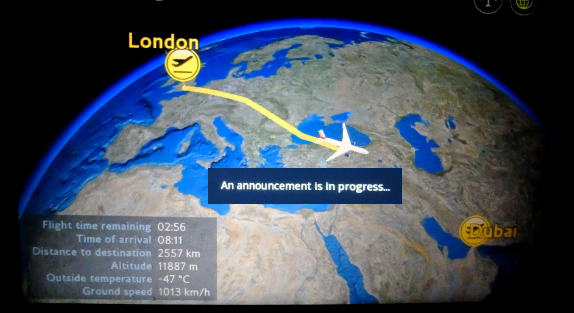 London
An announcement is in progress...
Dubai
Flight time remaining 02:56
Time of arrival 08:11
Distance to destination 2557 km
Altitude 11887 m
Outside temperature -47 °C
Ground speed 1013 km/h